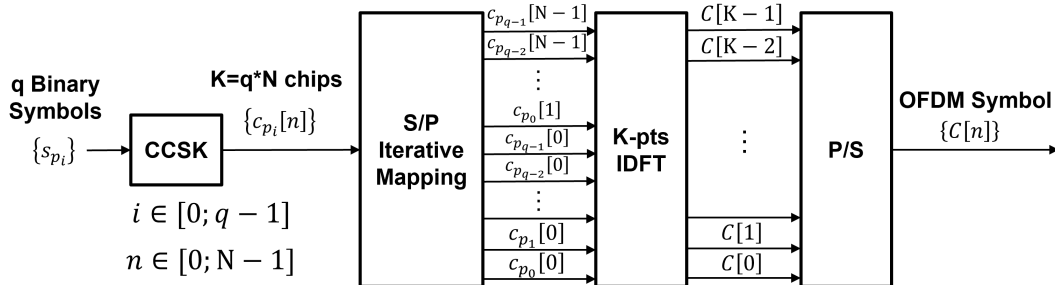 q Binary
Symbols
{s_{p_i}}
CCSK
K=q*N chips
{c_{p_i}[n]}
i ∈ [0; q − 1]
n ∈ [0; N − 1]
S/P
Iterative
Mapping
c_{p_{q−1}}[N − 1]
c_{p_{q−2}}[N − 1]
⋮
c_{p_0}[1]
c_{p_{q−1}}[0]
c_{p_{q−2}}[0]
⋮
c_{p_1}[0]
c_{p_0}[0]
K-pts
IDFT
C[K − 1]
C[K − 2]
⋮
C[1]
C[0]
P/S
OFDM Symbol
{C[n]}